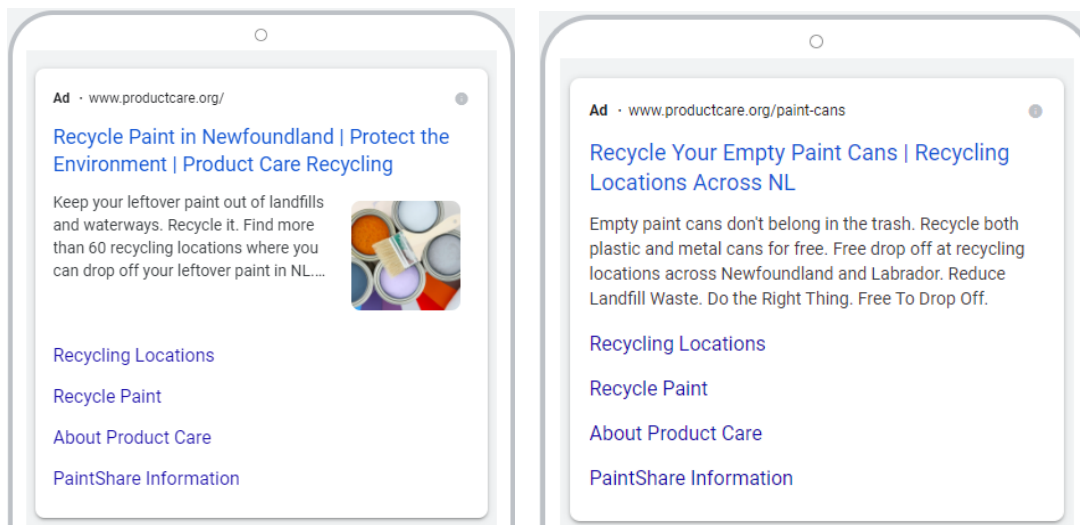 Ad · www.productcare.org/
Recycle Paint in Newfoundland | Protect the
Environment | Product Care Recycling
Keep your leftover paint out of landfills
and waterways. Recycle it. Find more
than 60 recycling locations where you
can drop off your leftover paint in NL....
Recycling Locations
Recycle Paint
About Product Care
PaintShare Information
Ad · www.productcare.org/paint-cans
Recycle Your Empty Paint Cans | Recycling
Locations Across NL
Empty paint cans don't belong in the trash. Recycle both
plastic and metal cans for free. Free drop off at recycling
locations across Newfoundland and Labrador. Reduce
Landfill Waste. Do the Right Thing. Free To Drop Off.
Recycling Locations
Recycle Paint
About Product Care
PaintShare Information